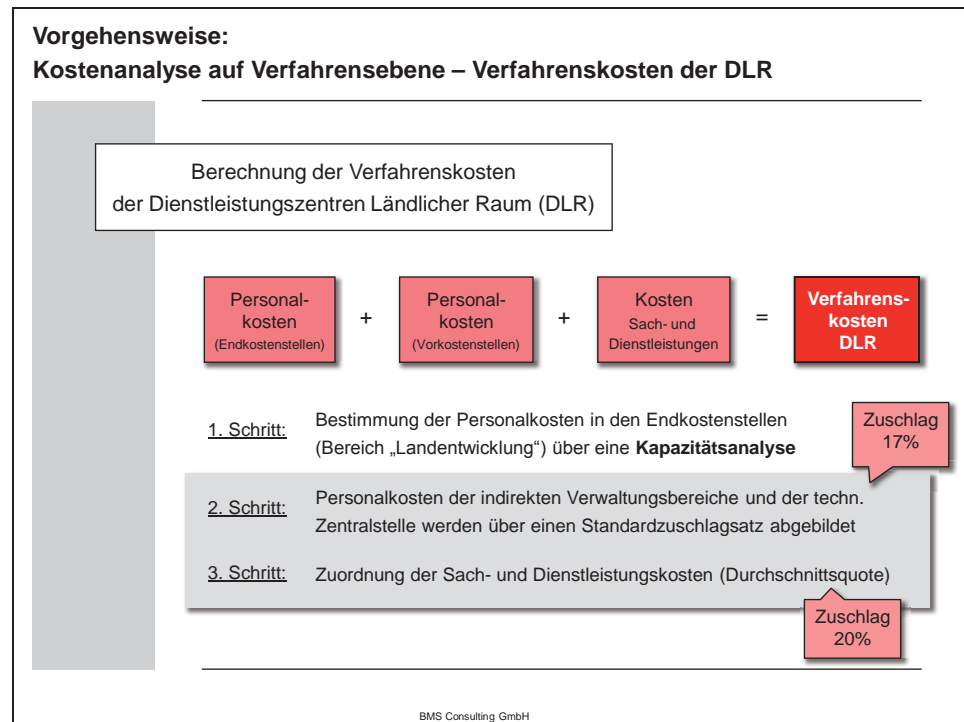 Vorgehensweise:
Kostenanalyse auf Verfahrensebene – Verfahrenskosten der DLR
Berechnung der Verfahrenskosten
der Dienstleistungszentren Ländlicher Raum (DLR)
Personal-
kosten
(Endkostenstellen)
+
Personal-
kosten
(Vorkostenstellen)
+
Kosten
Sach- und
Dienstleistungen
=
Verfahrens-
kosten
DLR
1. Schritt:
Bestimmung der Personalkosten in den Endkostenstellen
(Bereich „Landentwicklung“) über eine Kapazitätsanalyse
Zuschlag
17%
2. Schritt:
Personalkosten der indirekten Verwaltungsbereiche und der techn.
Zentralstelle werden über einen Standardzuschlagsatz abgebildet
3. Schritt:
Zuordnung der Sach- und Dienstleistungskosten (Durchschnittsquote)
Zuschlag
20%
BMS Consulting GmbH